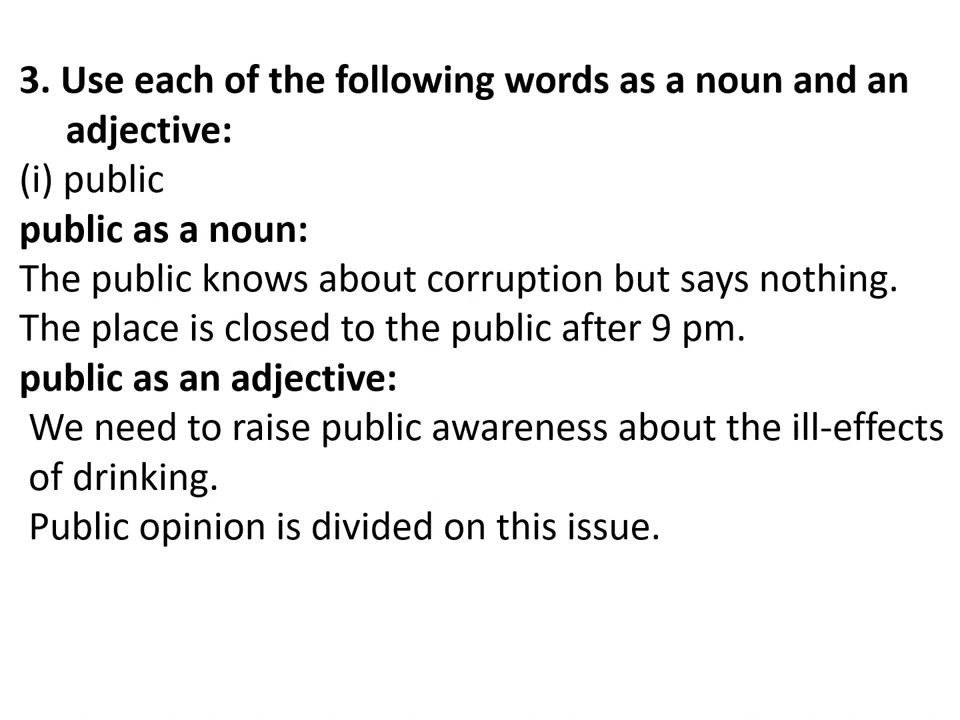 3. Use each of the following words as a noun and an
adjective:
(i) public
public as a noun:
The public knows about corruption but says nothing.
The place is closed to the public after 9 pm.
public as an adjective:
We need to raise public awareness about the ill-effects
of drinking.
Public opinion is divided on this issue.